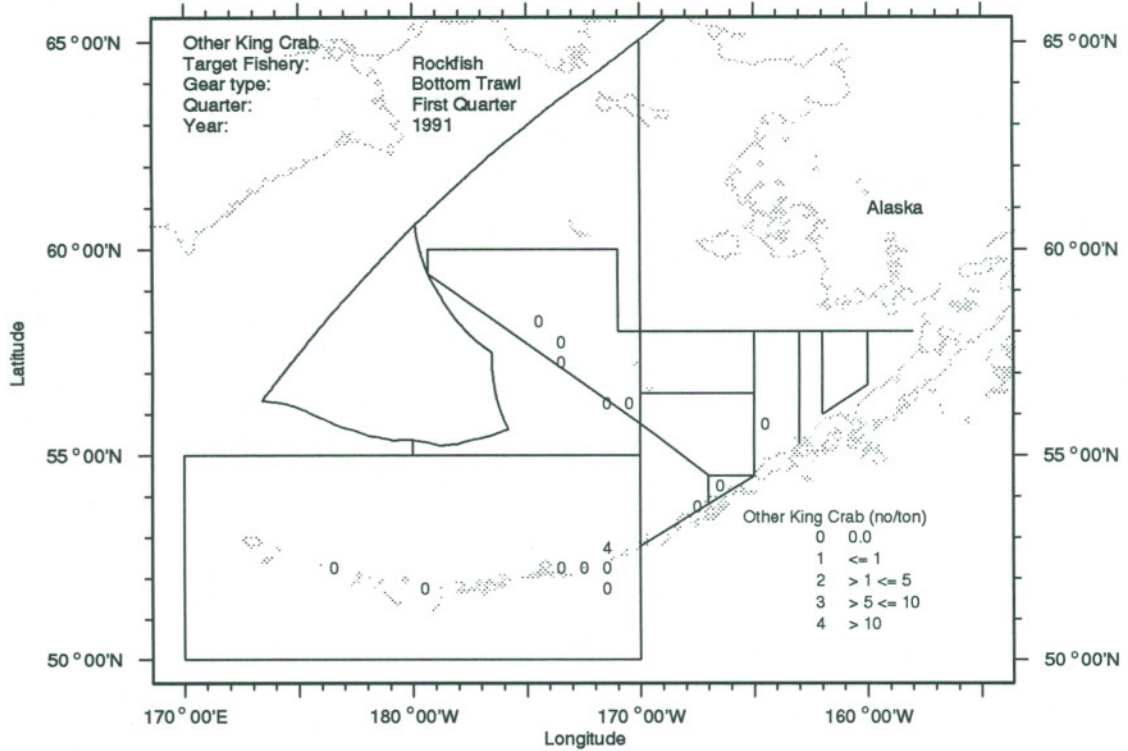 65°00'N
65°00'N
Other King Crab
Target Fishery: Rockfish
Gear type: Bottom Trawl
Quarter: First Quarter
Year: 1991
Alaska
60°00'N
60°00'N
0
0
0
0 0
0
55°00'N
55°00'N
0
0
Other King Crab (no/ton)
0 0.0
1 <= 1
2 > 1 <= 5
3 > 5 <= 10
4 > 10
4
0 0 0 0
0 0
50°00'N
50°00'N
170°00'E 180°00'W 170°00'W 160°00'W
Longitude
Latitude